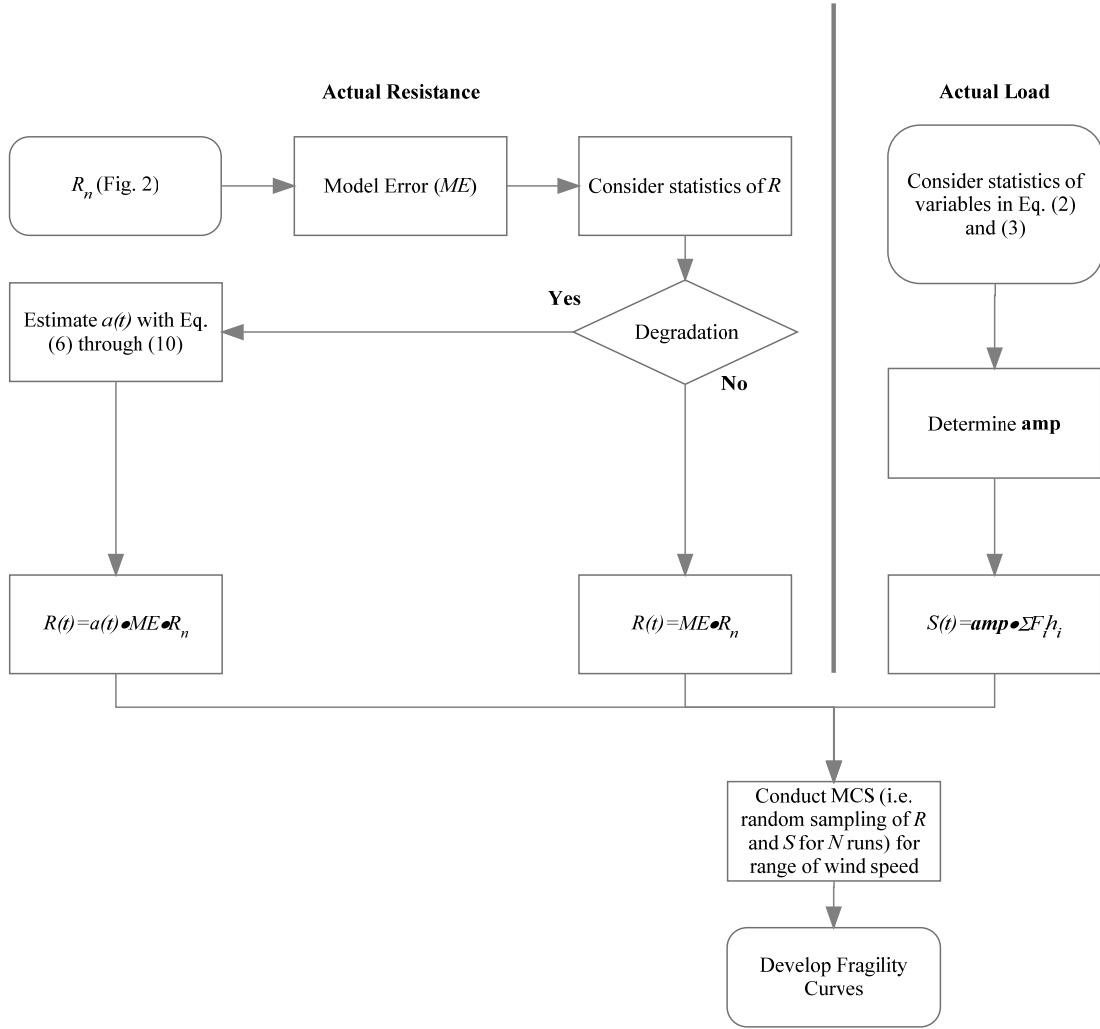 Actual Resistance
Actual Load
R_n (Fig. 2)
Model Error (ME)
Consider statistics of R
Consider statistics of
variables in Eq. (2)
and (3)
Yes
Estimate a(t) with Eq.
(6) through (10)
Degradation
No
Determine amp
R(t)=a(t)•ME•R_n
R(t)=ME•R_n
S(t)=amp•ΣF_i h_i
Conduct MCS (i.e.
random sampling of R
and S for N runs) for
range of wind speed
Develop Fragility
Curves